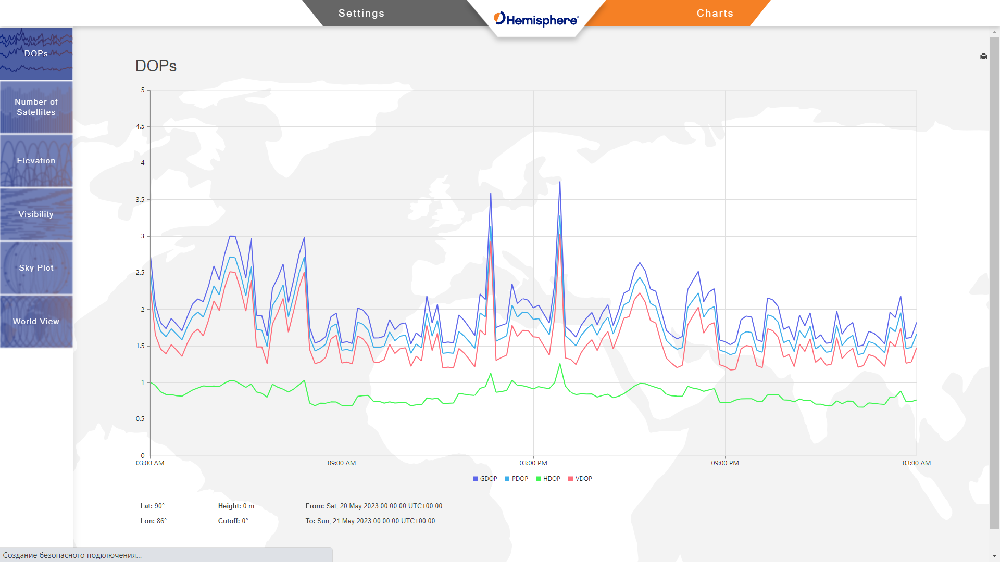 Settings
Hemisphere
Charts
DOPs
Number of
Satellites
Elevation
Visibility
Sky Plot
World View
DOPs
5
4.5
4
3.5
3
2.5
2
1.5
1
0.5
0
03:00 AM 09:00 AM 03:00 PM 09:00 PM 03:00 AM
GDOP PDOP HDOP VDOP
Lat: 90° Height: 0 m From: Sat, 20 May 2023 00:00:00 UTC+00:00
Lon: 86° Cutoff: 0° To: Sun, 21 May 2023 00:00:00 UTC+00:00
Создание безопасного подключения...